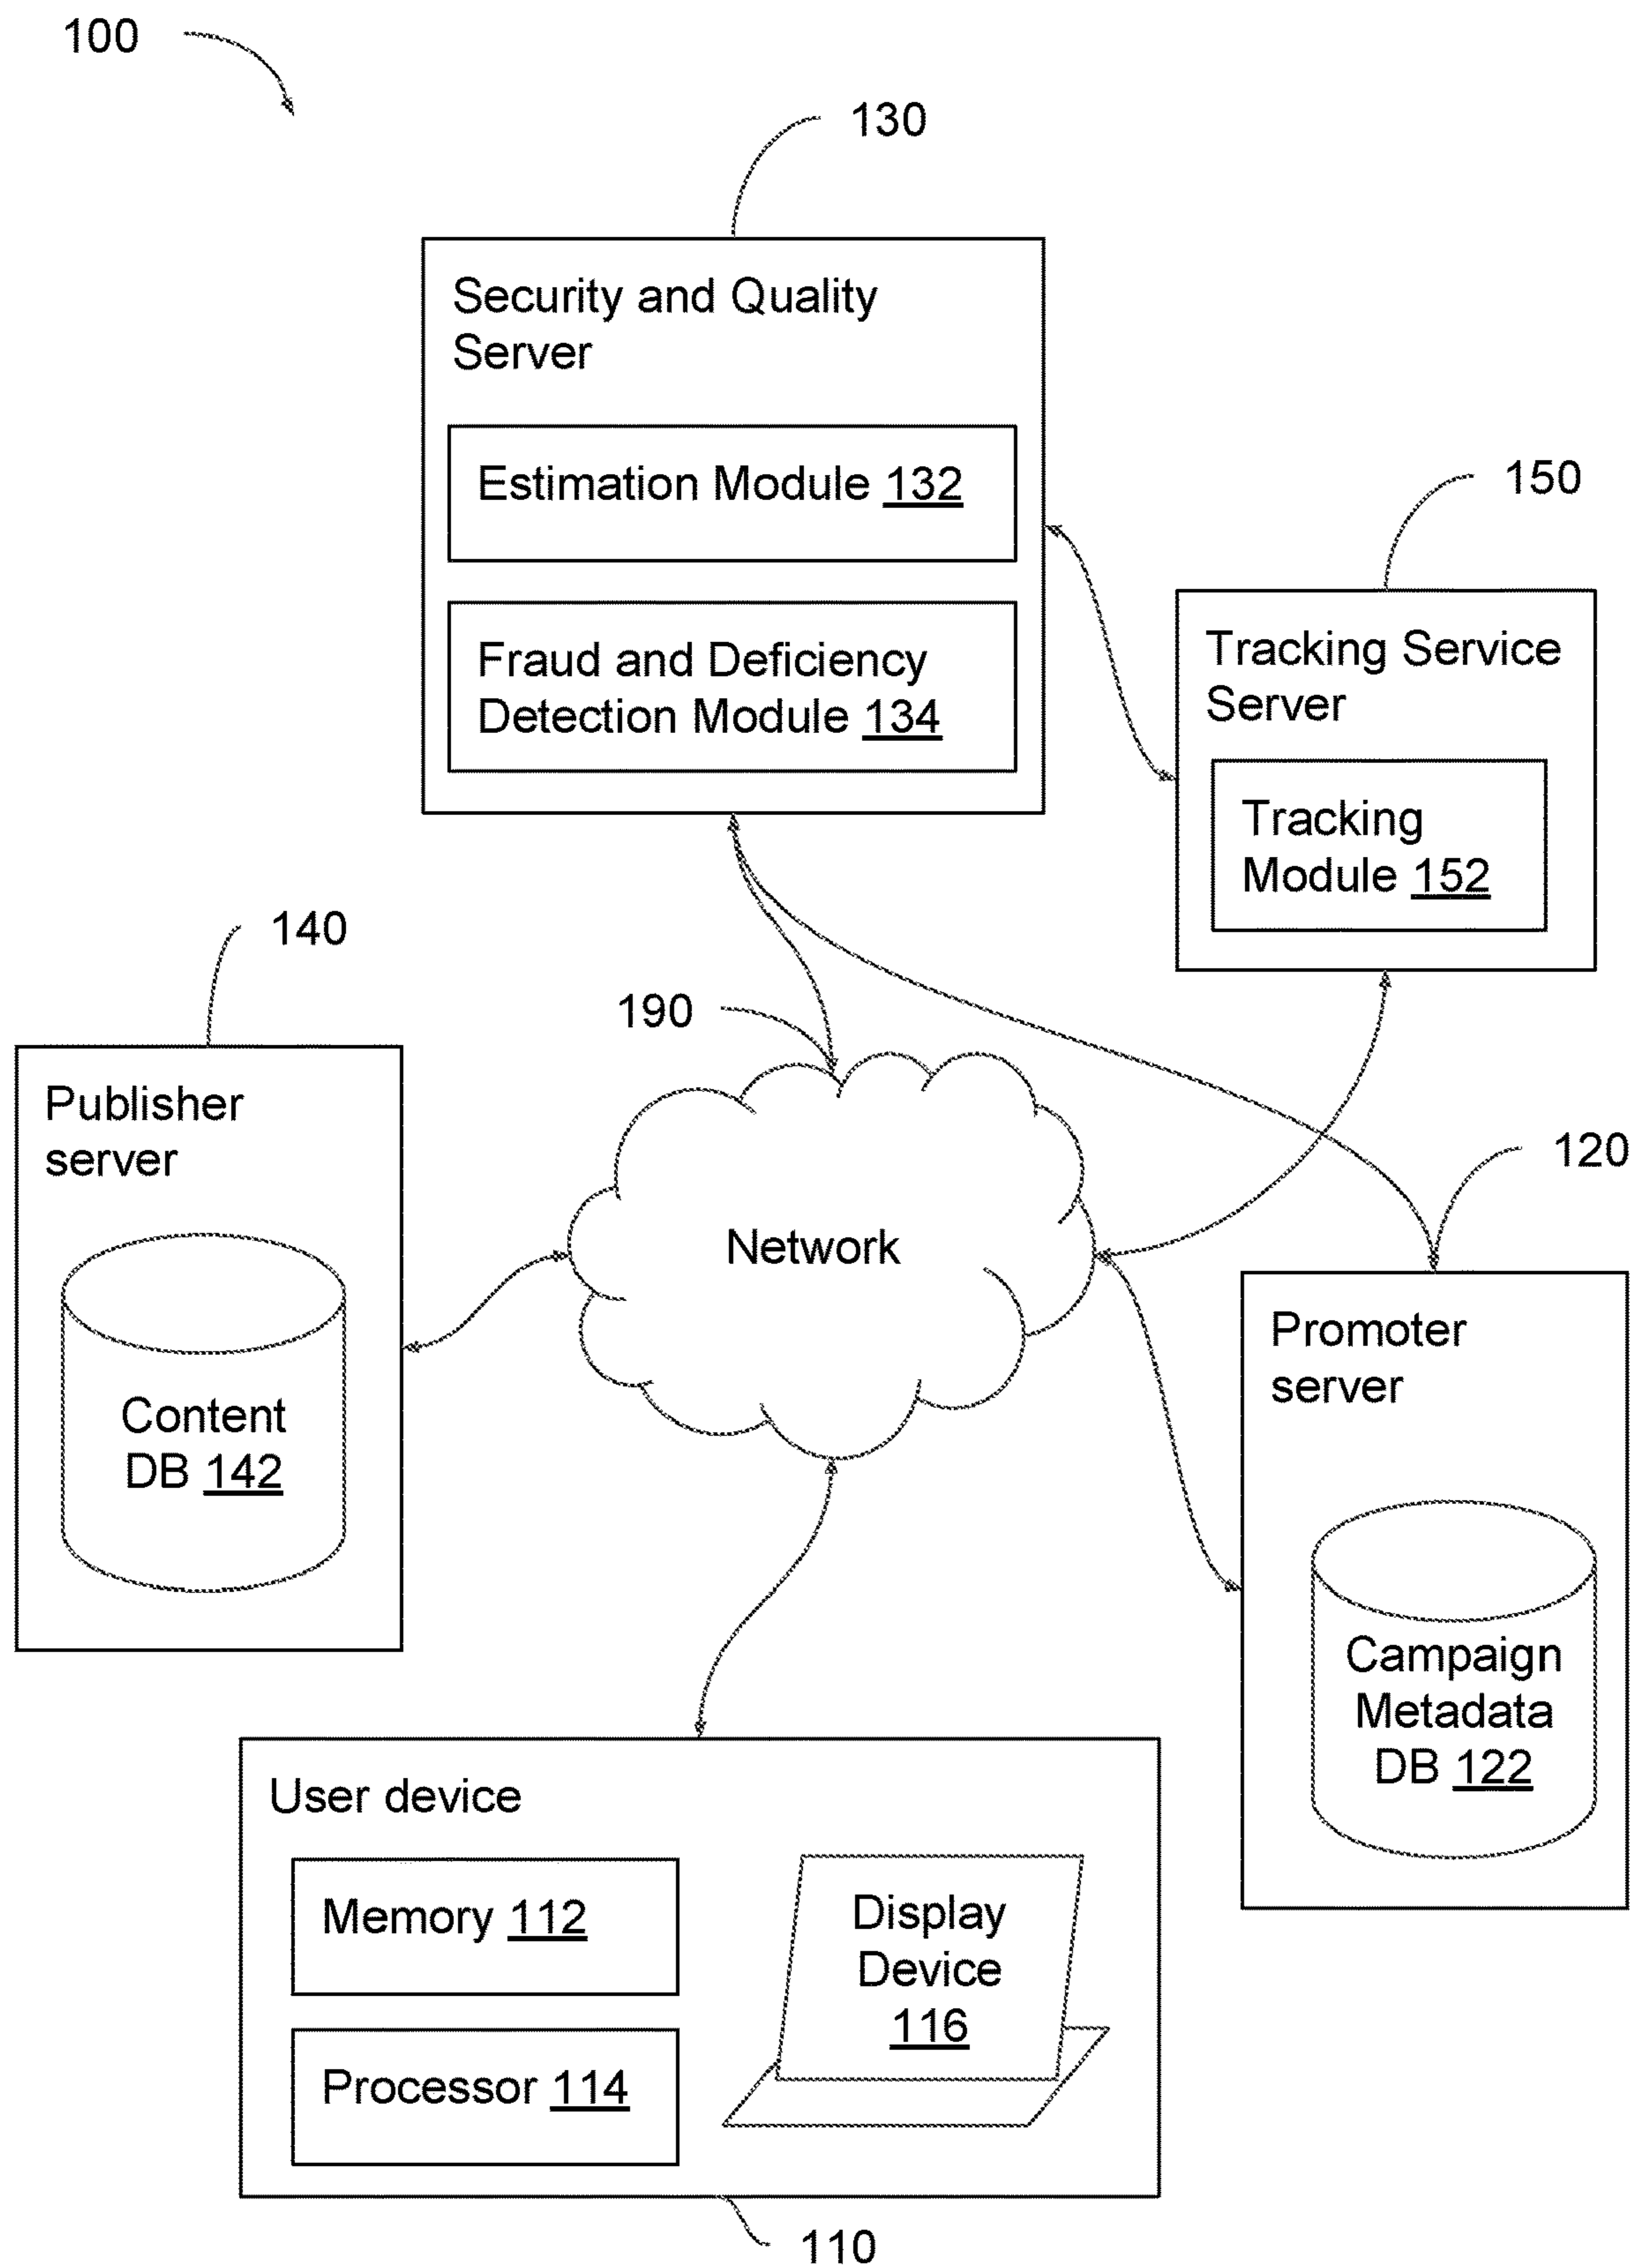 100
130
Security and Quality
Server
Estimation Module 132
Fraud and Deficiency
Detection Module 134
150
Tracking Service
Server
Tracking
Module 152
140
Publisher
server
Content
DB 142
190
Network
120
Promoter
server
Campaign
Metadata
DB 122
User device
Memory 112
Processor 114
Display
Device
116
110